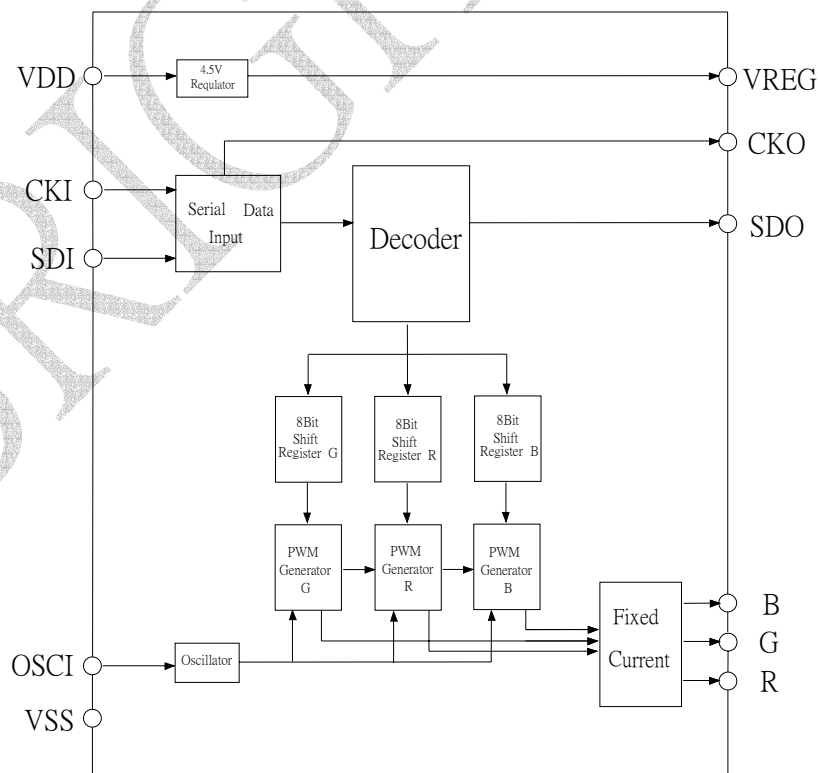 VDD
4.5V
Requlator
VREG
CKO
CKI
Serial Data
Input
SDI
Decoder
SDO
8Bit
Shift
Register G
8Bit
Shift
Register R
8Bit
Shift
Register B
PWM
Generator
G
PWM
Generator
R
PWM
Generator
B
Fixed
Current
B
G
R
OSCI
Oscillator
VSS